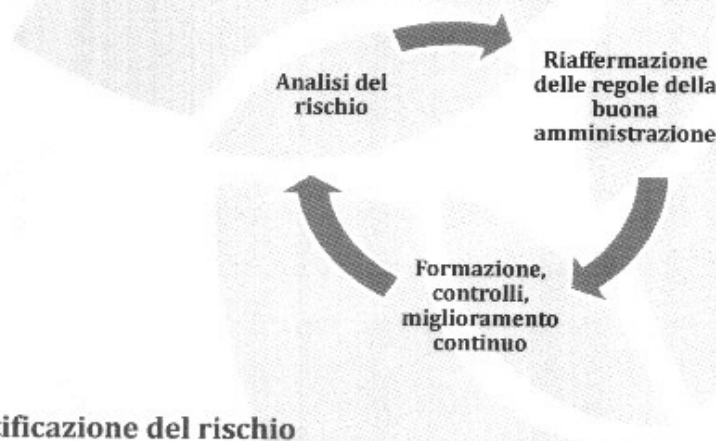 Analisi del
rischio
Riaffermazione
delle regole della
buona
amministrazione
Formazione,
controlli,
miglioramento
continuo
tificazione del rischio